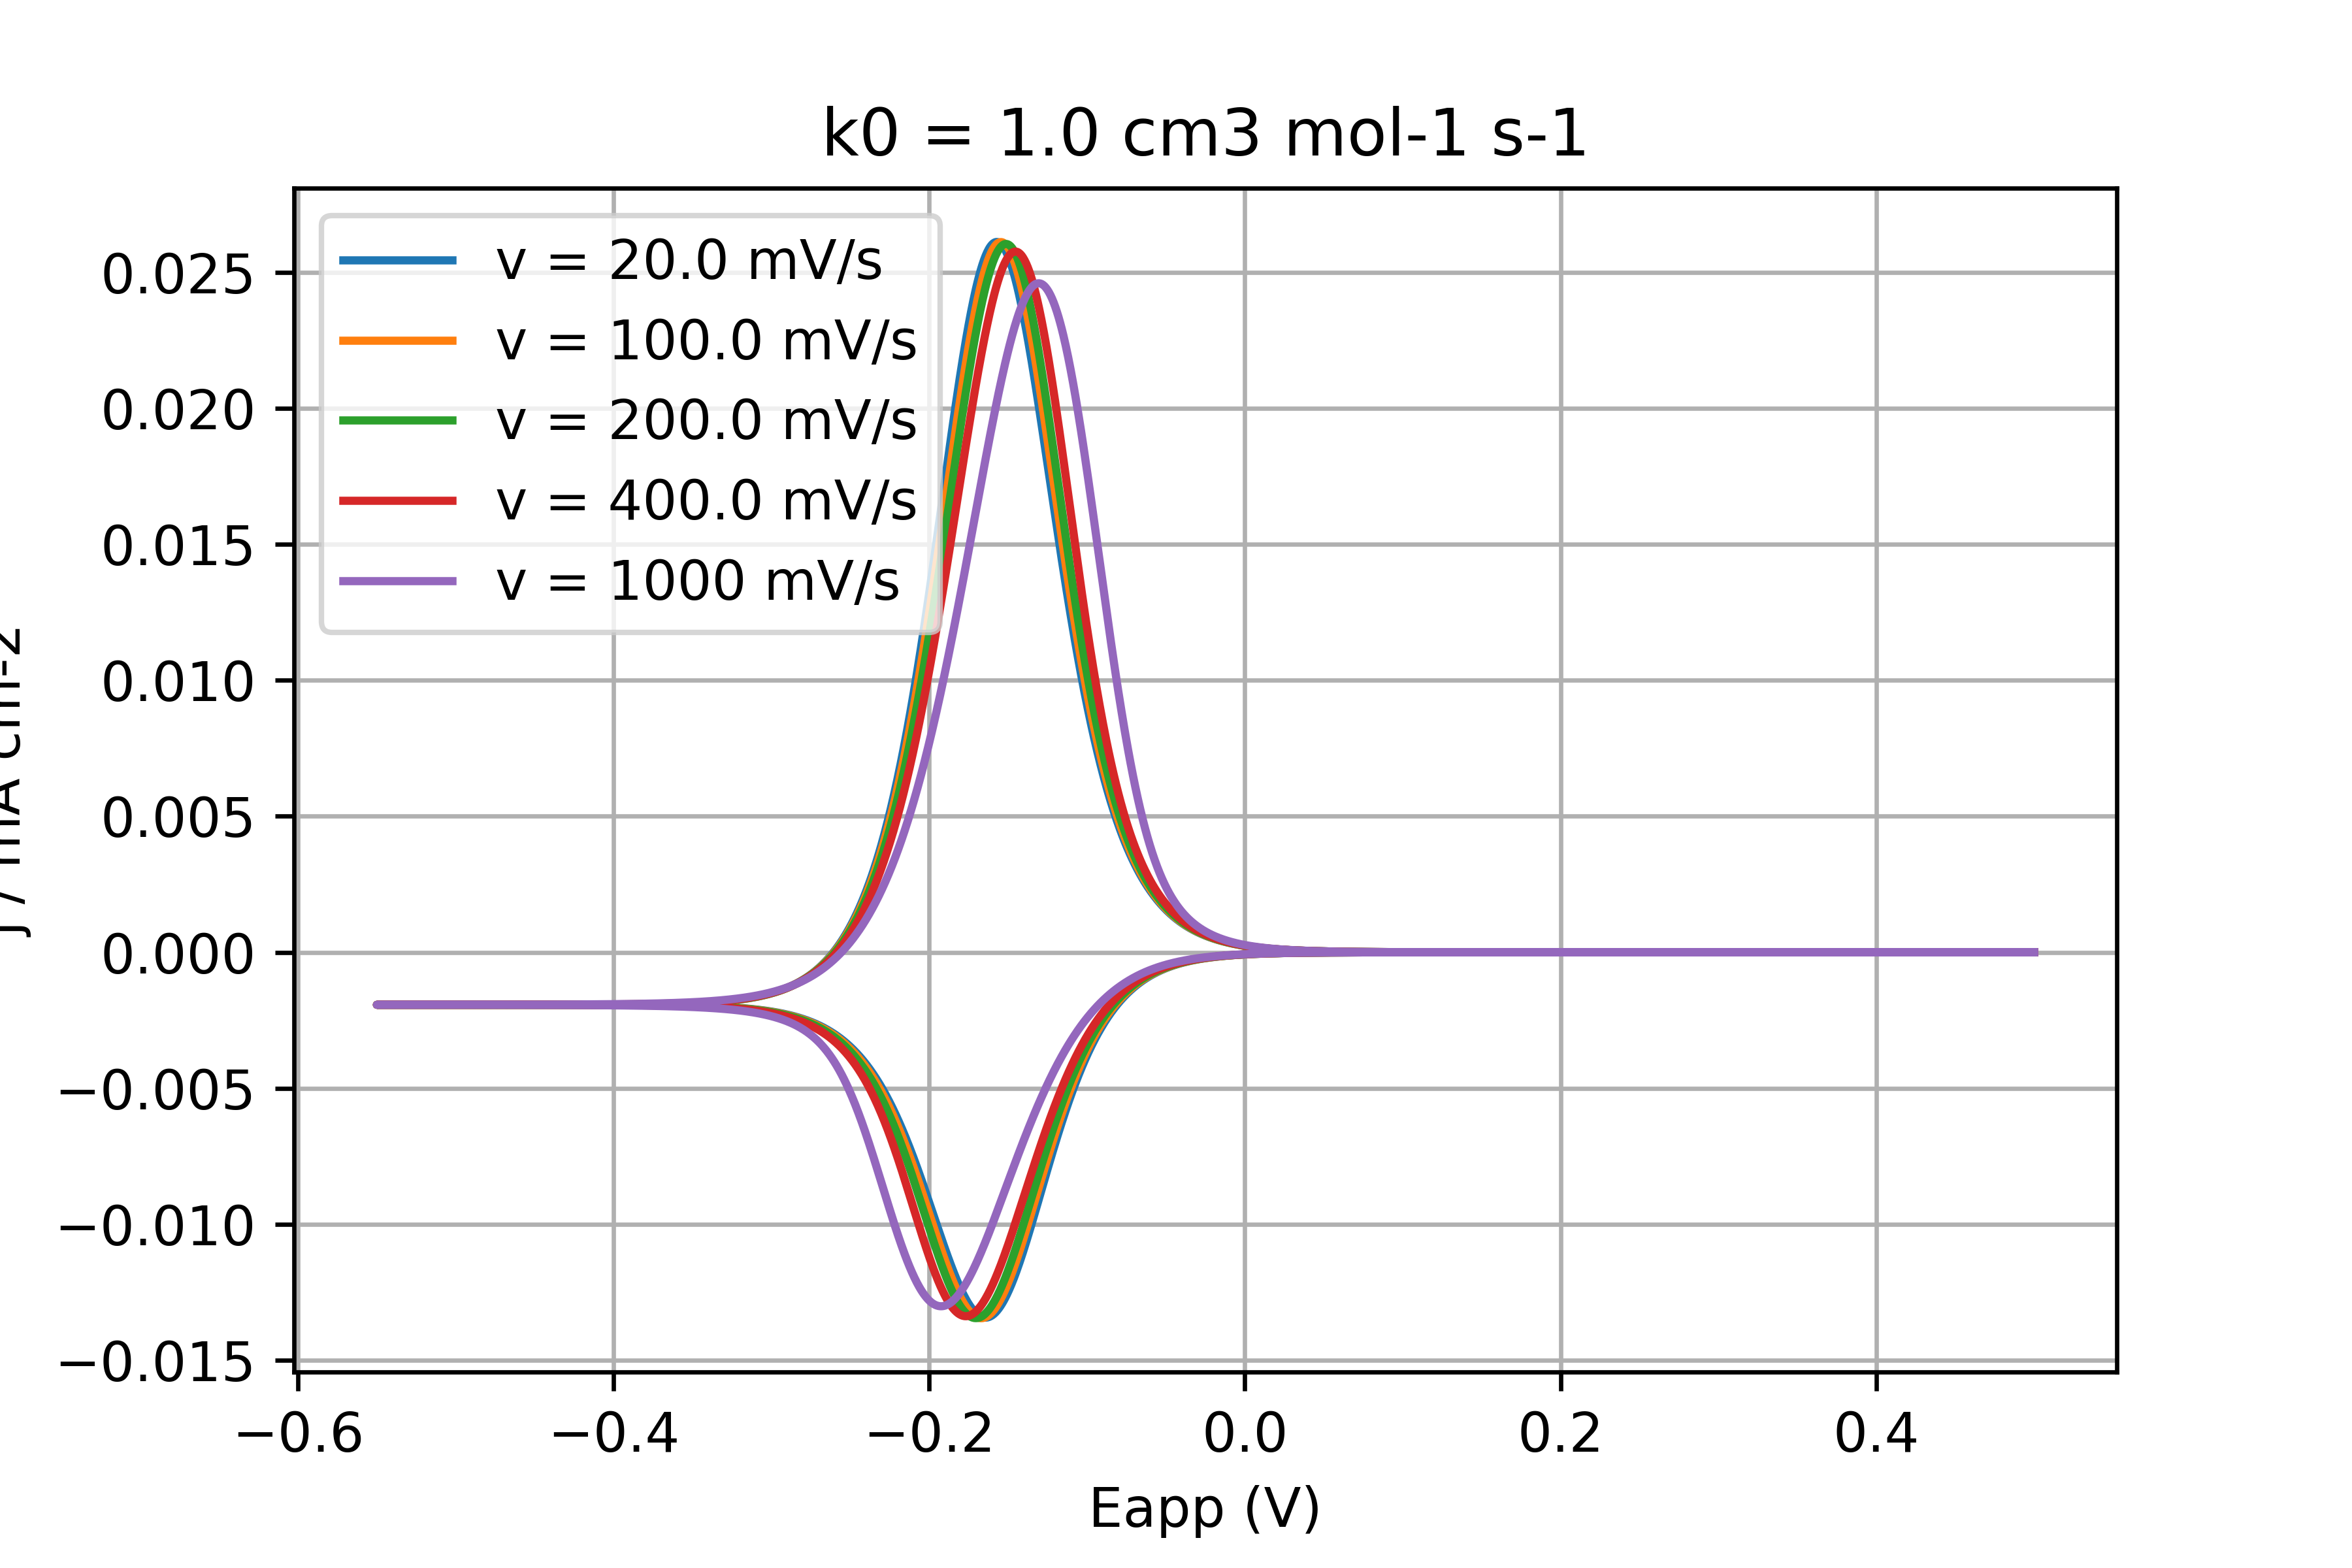 k0 = 1.0 cm3 mol-1 s-1
v = 20.0 mV/s
v = 100.0 mV/s
v = 200.0 mV/s
v = 400.0 mV/s
v = 1000 mV/s
0.025
0.020
0.015
0.010
0.005
0.000
−0.005
−0.010
−0.015
−0.6
−0.4
−0.2
0.0
0.2
0.4
Eapp (V)